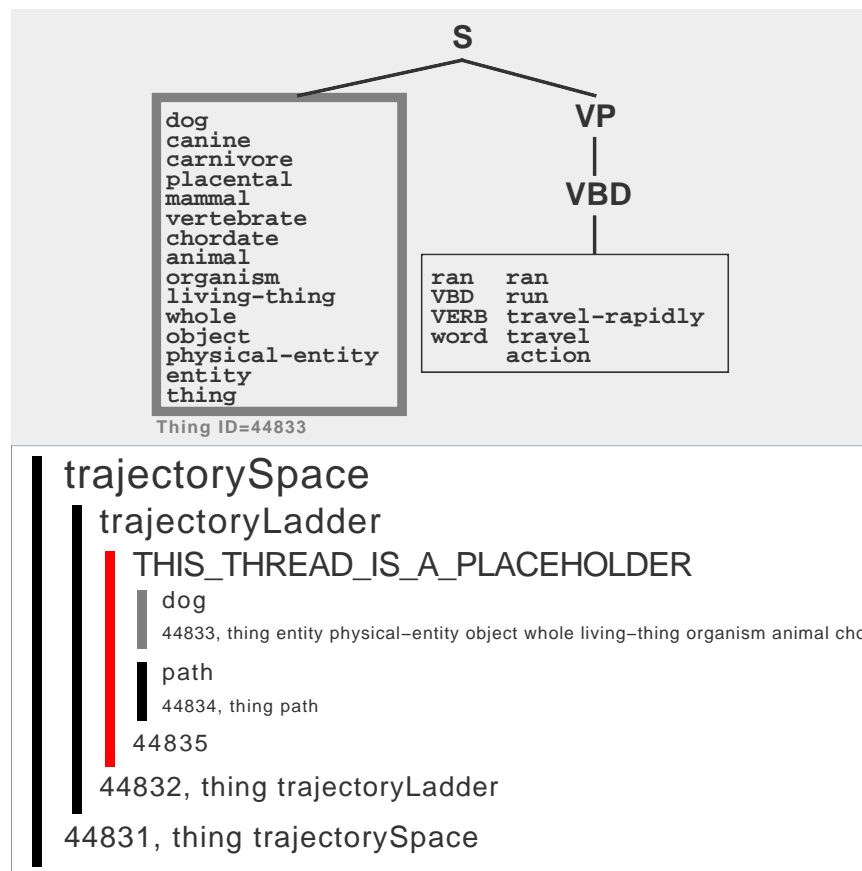 S
VP
VBD
dog
canine
carnivore
placental
mammal
vertebrate
chordate
animal
organism
living-thing
whole
object
physical-entity
entity
thing
ran ran
VBD run
VERB travel-rapidly
word travel
action
Thing ID=44833
trajectorySpace
trajectoryLadder
THIS_THREAD_IS_A_PLACEHOLDER
dog
44833, thing entity physical−entity object whole living−thing organism animal cho
path
44834, thing path
44835
44832, thing trajectoryLadder
44831, thing trajectorySpace